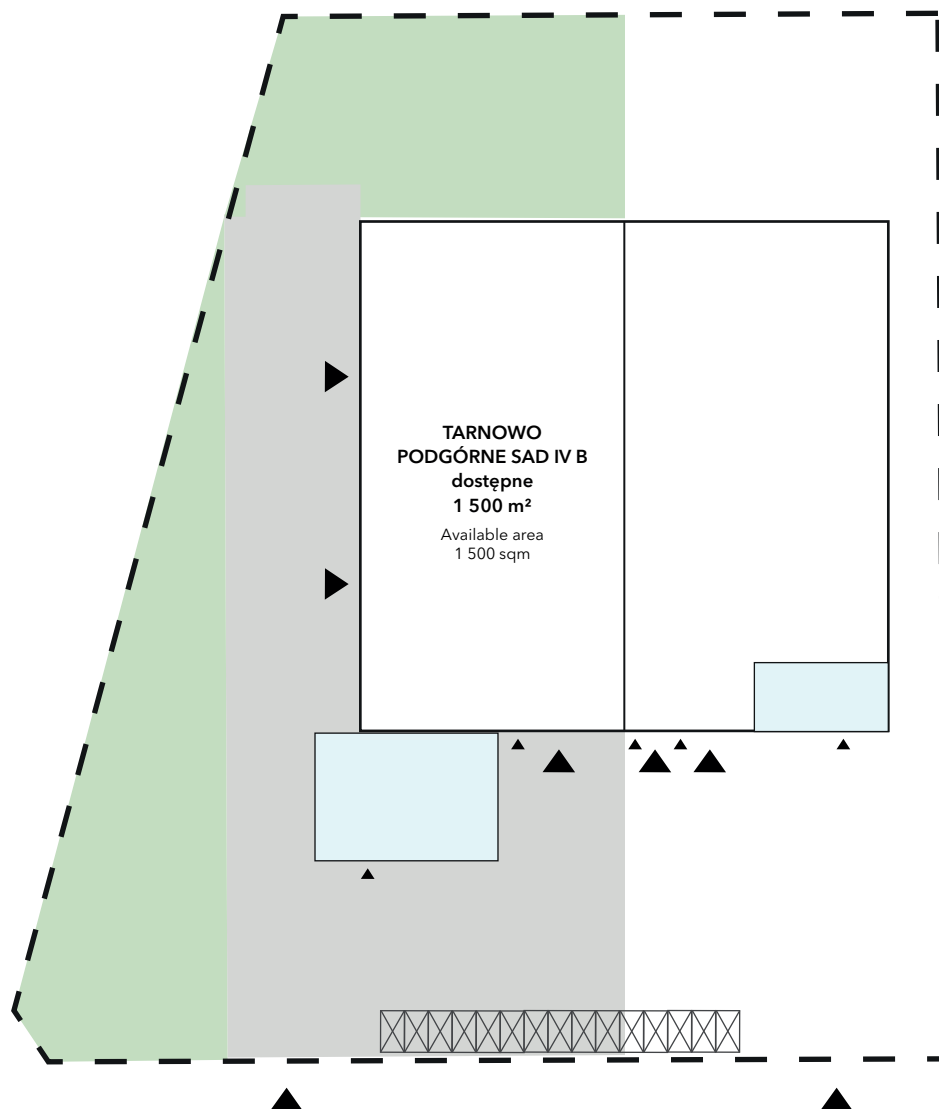 TARNOWO
PODGÓRNE SAD IV B
dostępne
1 500 m²
Available area
1 500 sqm